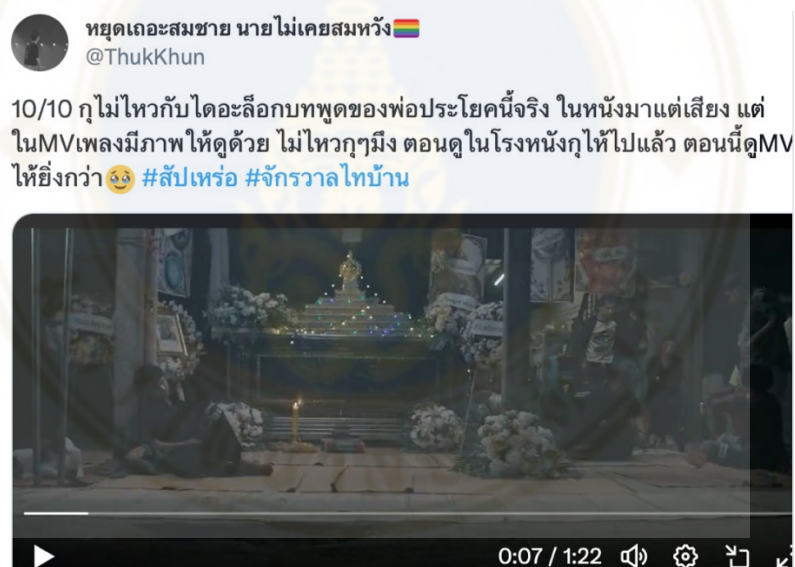 หยุดเถอะสมชาย นายไม่เคยสมหวัง🏳️‍🌈
@ThukKhun
10/10 กุไม่ไหวกับไดอะล็อกบทพูดของพ่อประโยคนี้จริง ในหนังมาแต่เสียง แต่
ในMVเพลงมีภาพให้ดูด้วย ไม่ไหวกุๆมึง ตอนดูในโรงหนังกุไห้ไปแล้ว ตอนนี้ดูMV
ไห้ยิ่งกว่า🥹 #สัปเหร่อ #จักรวาลไทบ้าน
0:07 / 1:22